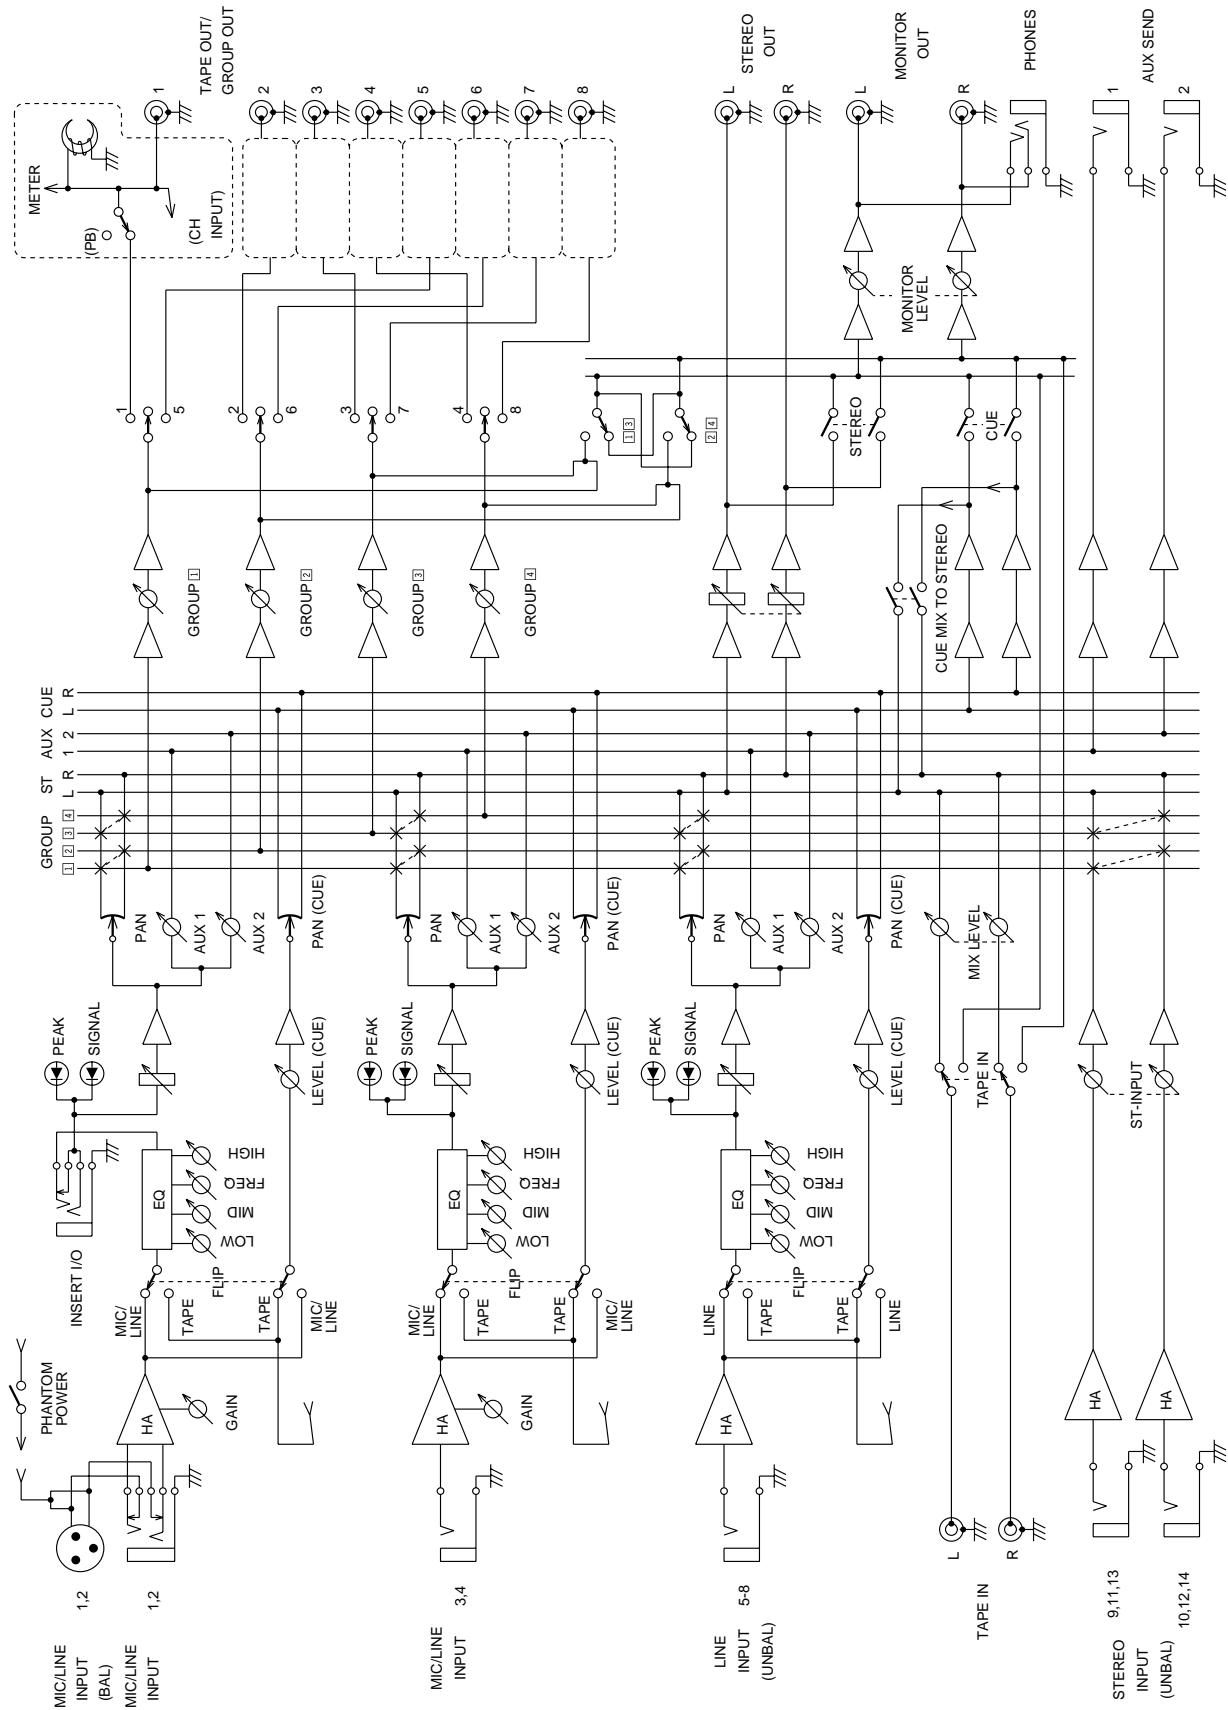 MIC/LINE
INPUT
(BAL)
1,2
MIC/LINE
INPUT
1,2
PHANTOM
POWER
INSERT I/O
HA
GAIN
MIC/
LINE
TAPE
TAPE
MIC/
LINE
FLIP
EQ
LOW
MID
FREQ
HIGH
PEAK
SIGNAL
LEVEL (CUE)
PAN
AUX 1
AUX 2
PAN (CUE)
MIC/LINE
INPUT
3,4
HA
GAIN
MIC/
LINE
TAPE
TAPE
MIC/
LINE
FLIP
EQ
LOW
MID
FREQ
HIGH
PEAK
SIGNAL
LEVEL (CUE)
PAN
AUX 1
AUX 2
PAN (CUE)
LINE
INPUT
(UNBAL)
5-8
HA
LINE
TAPE
TAPE
LINE
FLIP
EQ
LOW
MID
FREQ
HIGH
PEAK
SIGNAL
LEVEL (CUE)
PAN
AUX 1
AUX 2
PAN (CUE)
TAPE IN
L
R
TAPE IN
MIX LEVEL
STEREO
INPUT
(UNBAL)
9,11,13
10,12,14
HA
HA
ST-INPUT
GROUP
1
2
3
4
ST
L
R
AUX
1
2
CUE
L
R
GROUP 1
GROUP 2
GROUP 3
GROUP 4
CUE MIX TO STEREO
1
5
2
6
3
7
4
8
1 3
2 4
STEREO
CUE
MONITOR
LEVEL
(PB)
METER
(CH
INPUT)
TAPE OUT/
GROUP OUT
1
2
3
4
5
6
7
8
STEREO
OUT
L
R
MONITOR
OUT
L
R
PHONES
AUX SEND
1
2